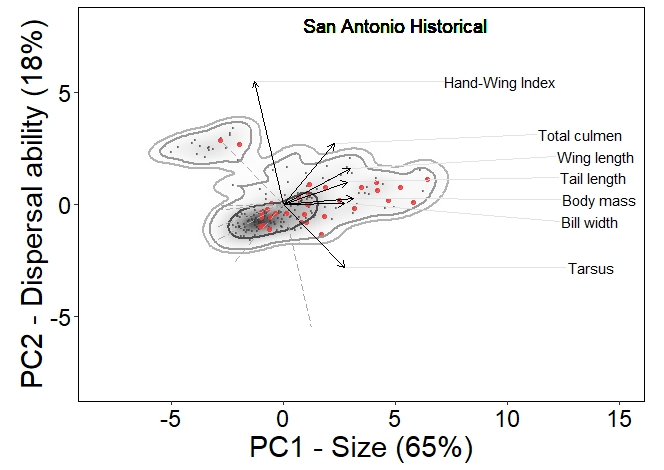 San Antonio Historical
Hand-Wing Index
Total culmen
Wing length
Tail length
Body mass
Bill width
Tarsus
5
0
-5
PC2 - Dispersal ability (18%)
-5 0 5 10 15
PC1 - Size (65%)